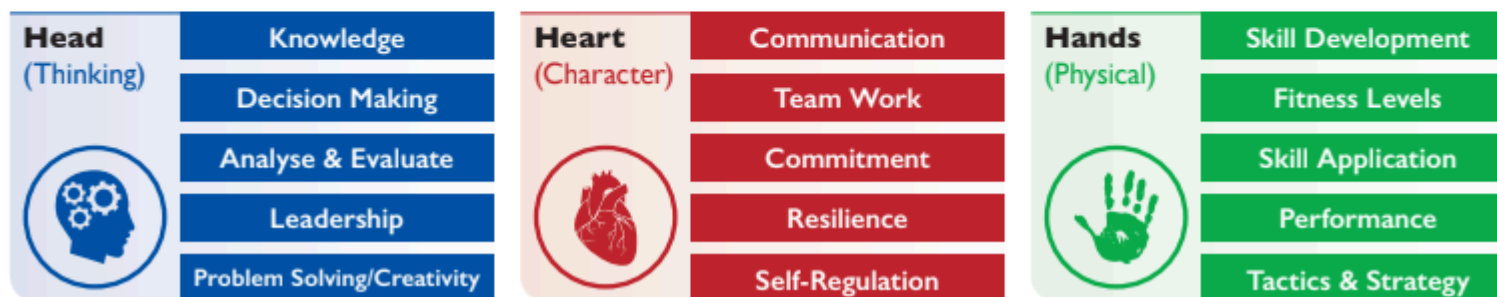 Head
(Thinking)
Knowledge
Decision Making
Analyse & Evaluate
Leadership
Problem Solving/Creativity
Heart
(Character)
Communication
Team Work
Commitment
Resilience
Self-Regulation
Hands
(Physical)
Skill Development
Fitness Levels
Skill Application
Performance
Tactics & Strategy